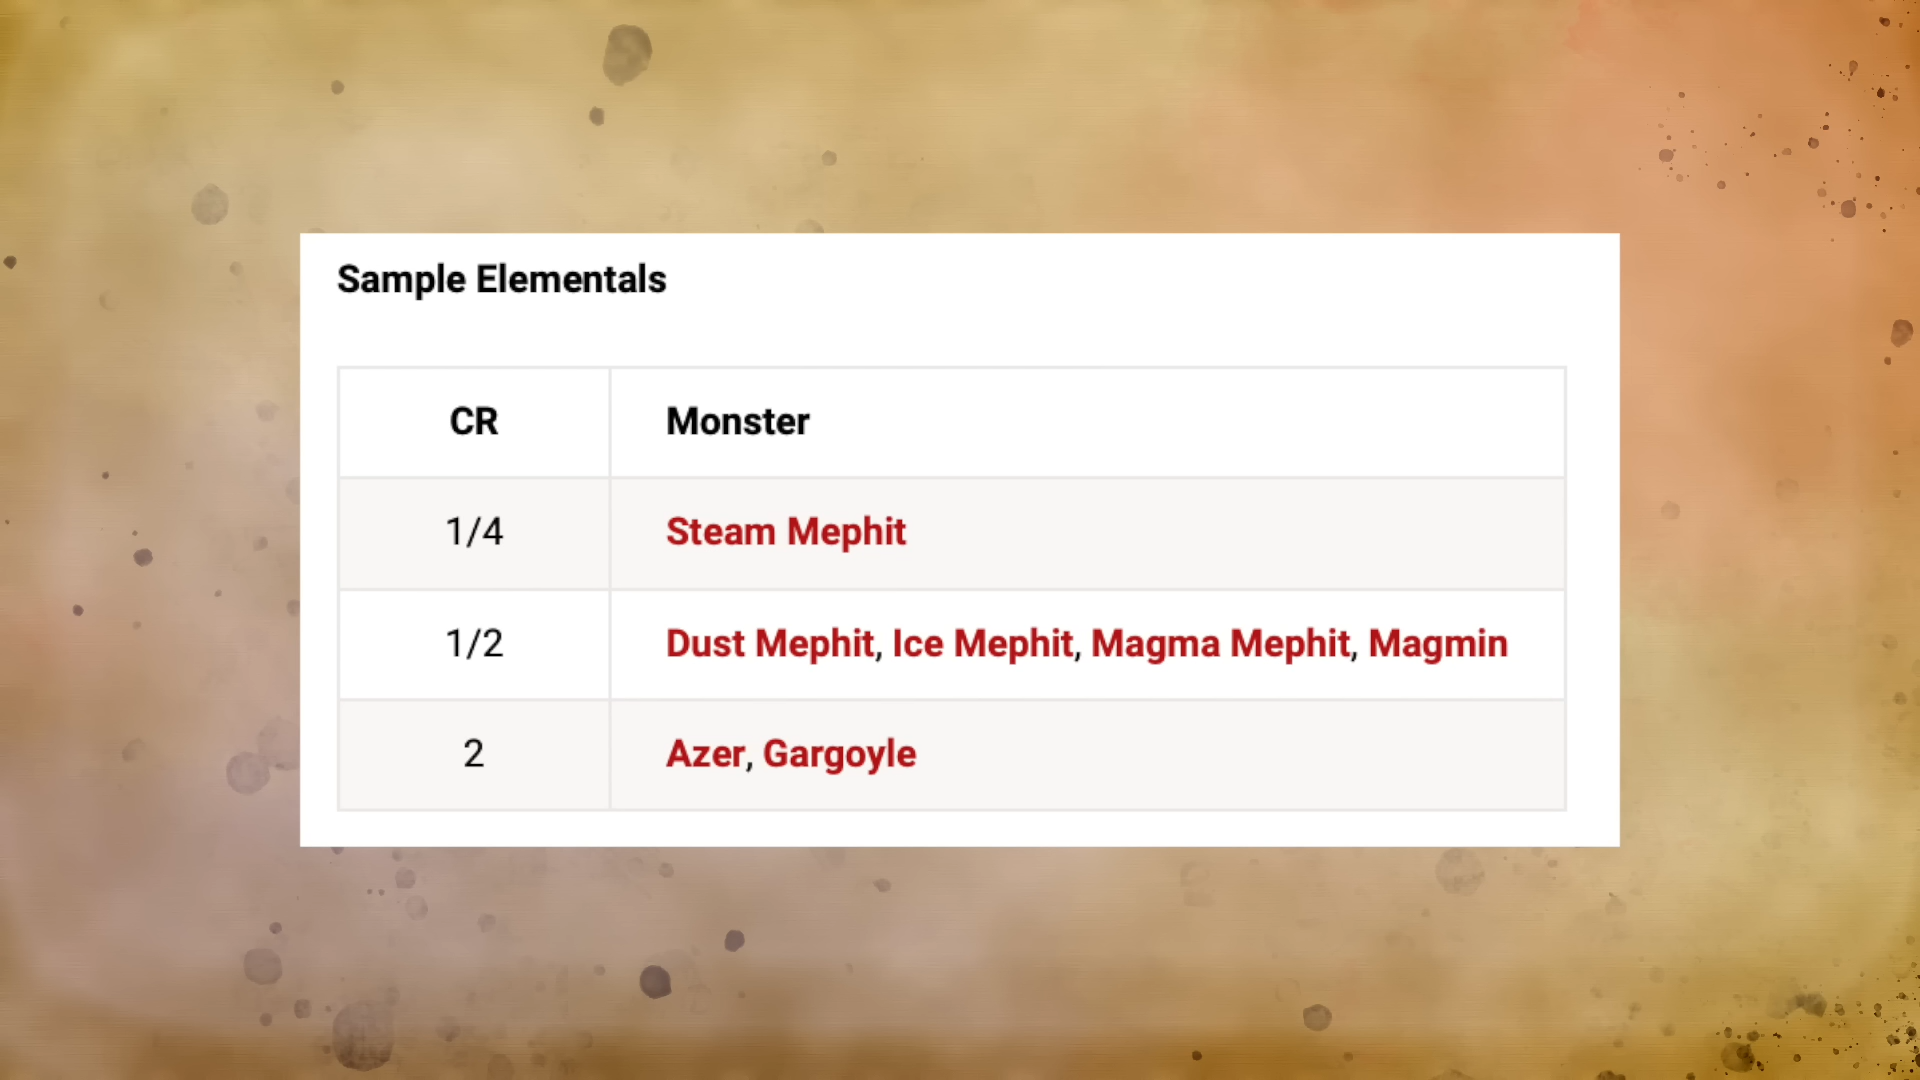 Sample Elementals
CR Monster
1/4 Steam Mephit
1/2 Dust Mephit, Ice Mephit, Magma Mephit, Magmin
2 Azer, Gargoyle